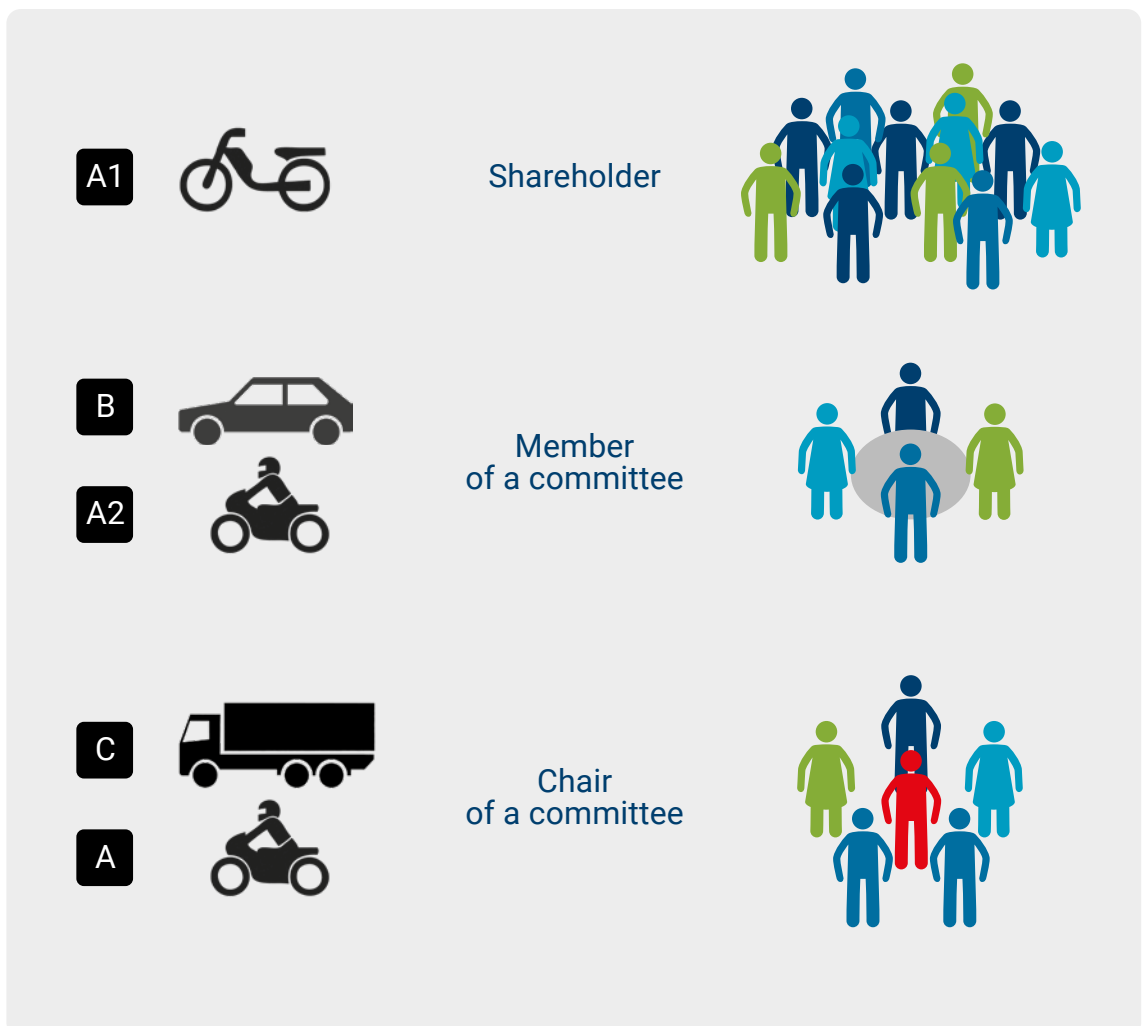 A1
Shareholder
B
A2
Member
of a committee
C
A
Chair
of a committee